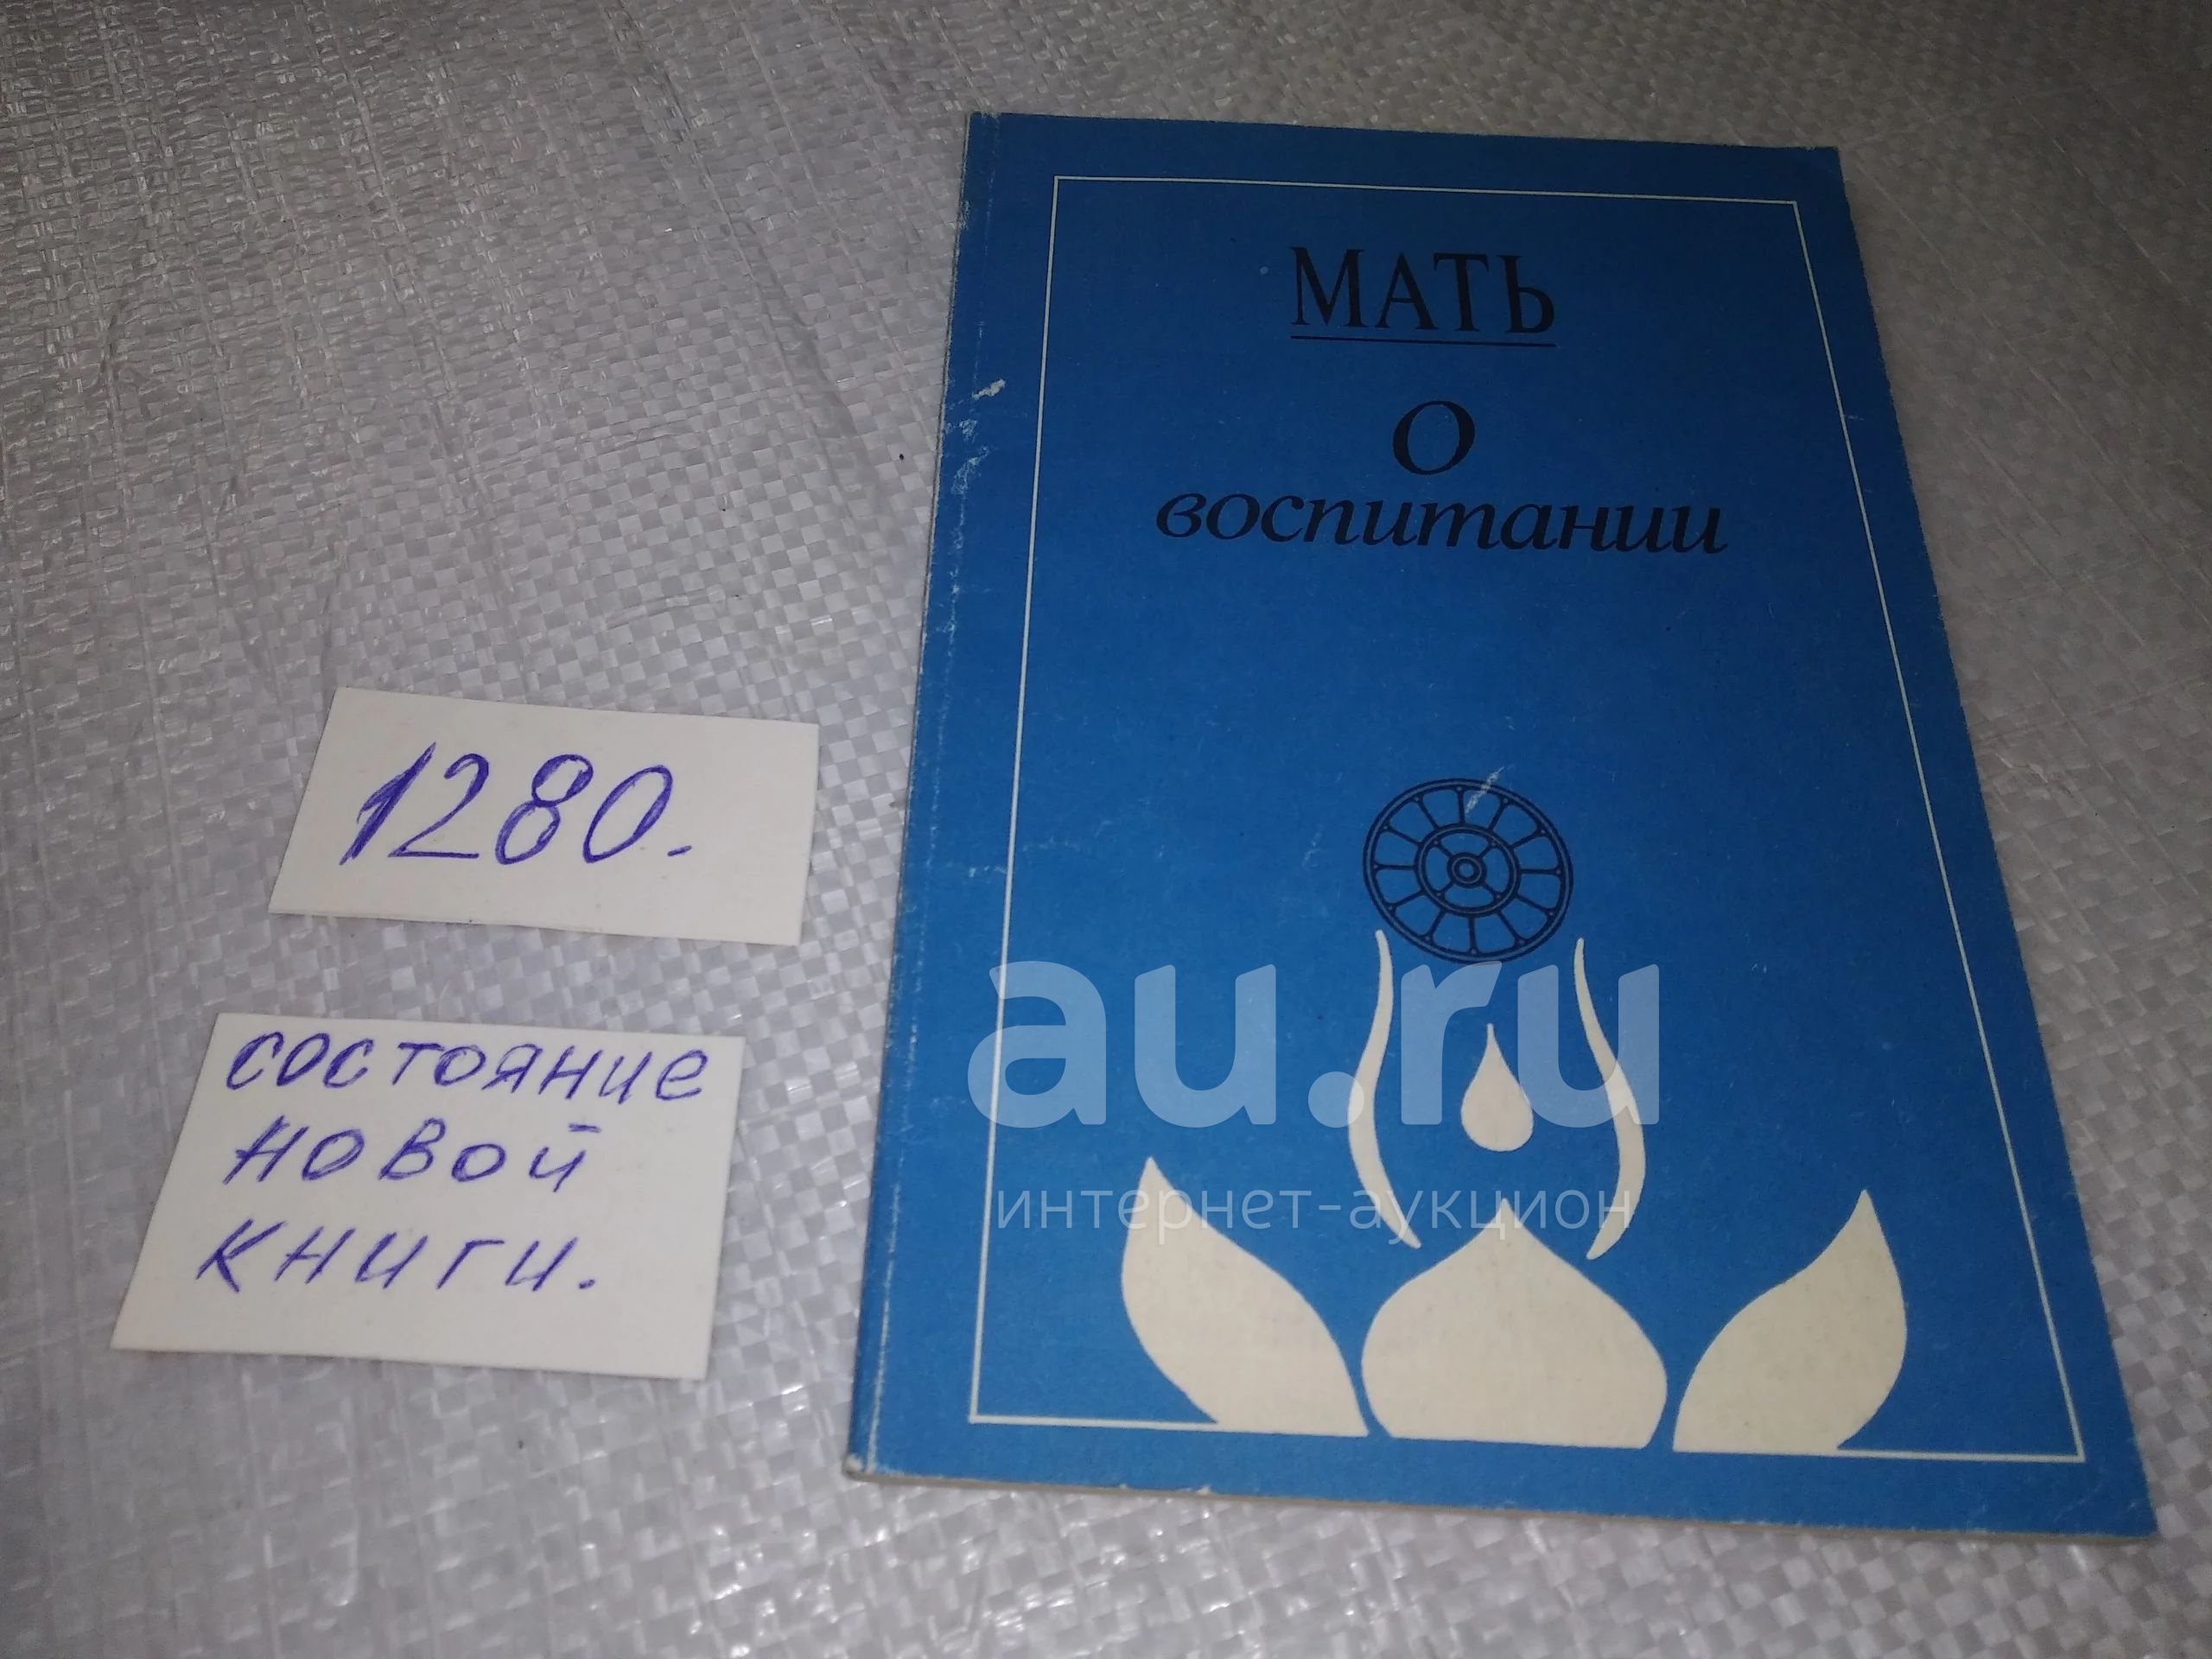 МАТЬ
О
воспитании
1280.
состояние
новой
книги.
au.ru
интернет-аукцион